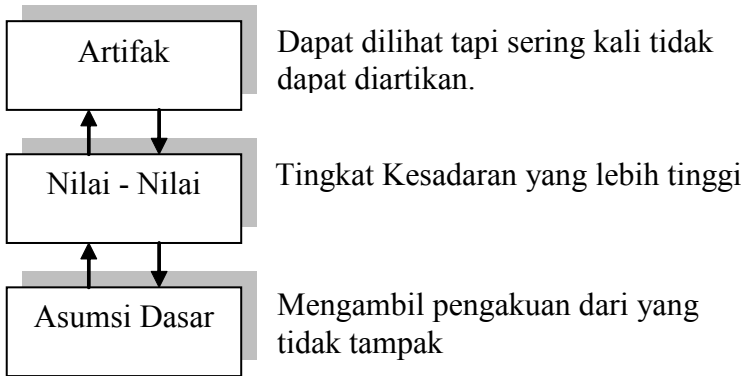 Artifak
Dapat dilihat tapi sering kali tidak
dapat diartikan.
Nilai - Nilai
Tingkat Kesadaran yang lebih tinggi
Asumsi Dasar
Mengambil pengakuan dari yang
tidak tampak